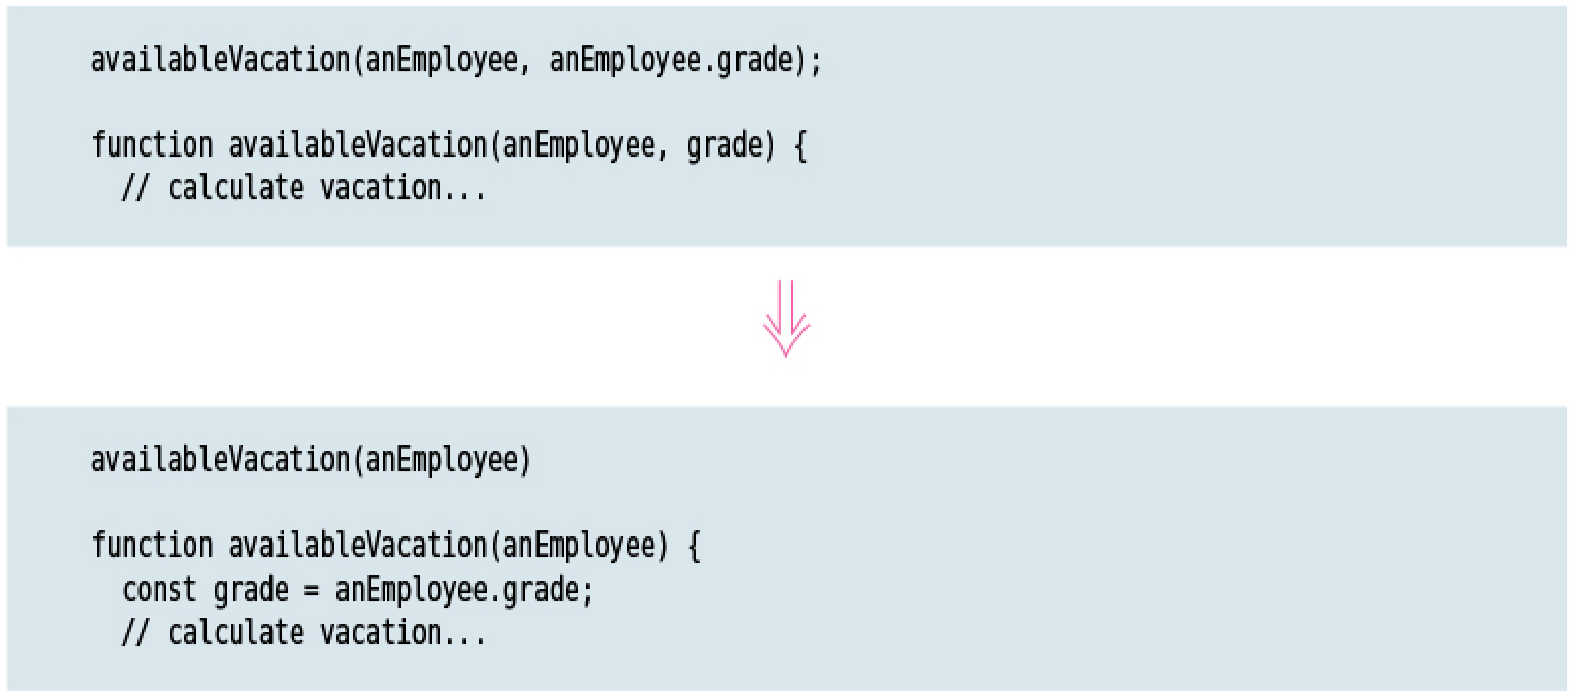 availableVacation(anEmployee, anEmployee.grade);
function availableVacation(anEmployee, grade) {
// calculate vacation...
availableVacation(anEmployee)
function availableVacation(anEmployee) {
const grade = anEmployee.grade;
// calculate vacation...